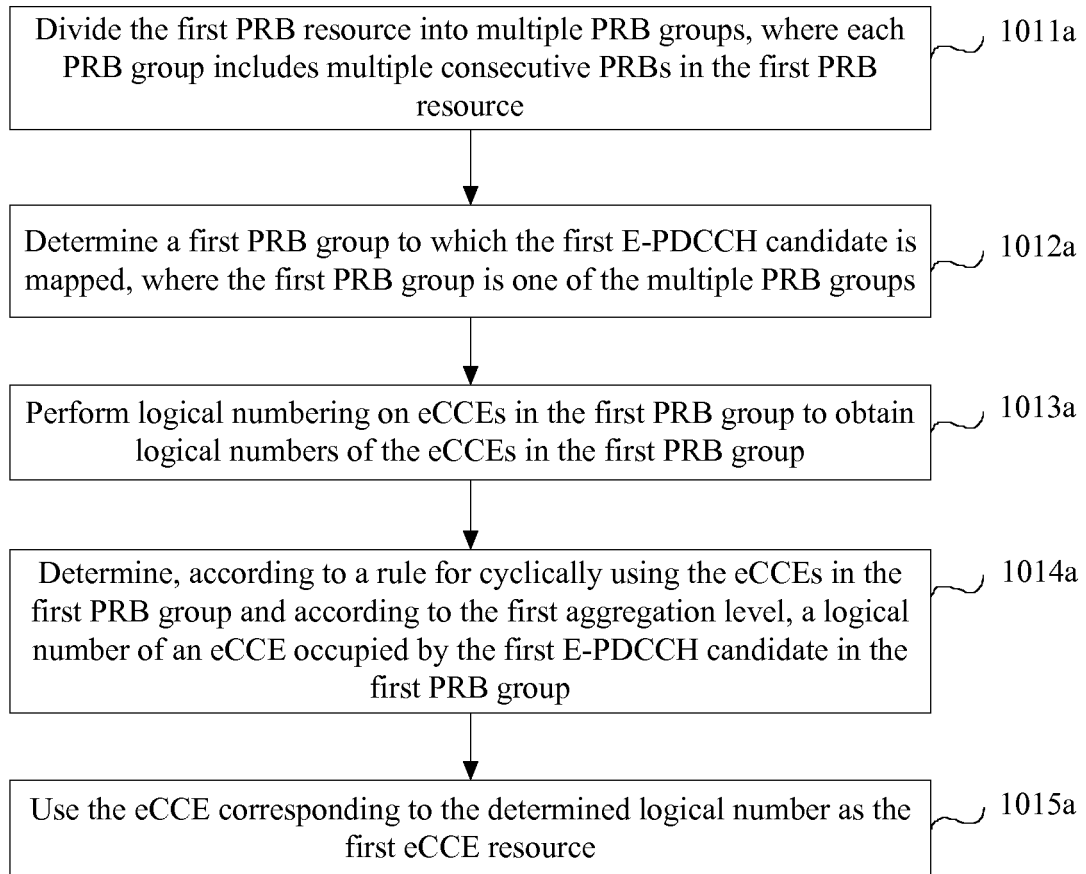 Divide the first PRB resource into multiple PRB groups, where each
PRB group includes multiple consecutive PRBs in the first PRB
resource
1011a
Determine a first PRB group to which the first E-PDCCH candidate is
mapped, where the first PRB group is one of the multiple PRB groups
1012a
Perform logical numbering on eCCEs in the first PRB group to obtain
logical numbers of the eCCEs in the first PRB group
1013a
Determine, according to a rule for cyclically using the eCCEs in the
first PRB group and according to the first aggregation level, a logical
number of an eCCE occupied by the first E-PDCCH candidate in the
first PRB group
1014a
Use the eCCE corresponding to the determined logical number as the
first eCCE resource
1015a